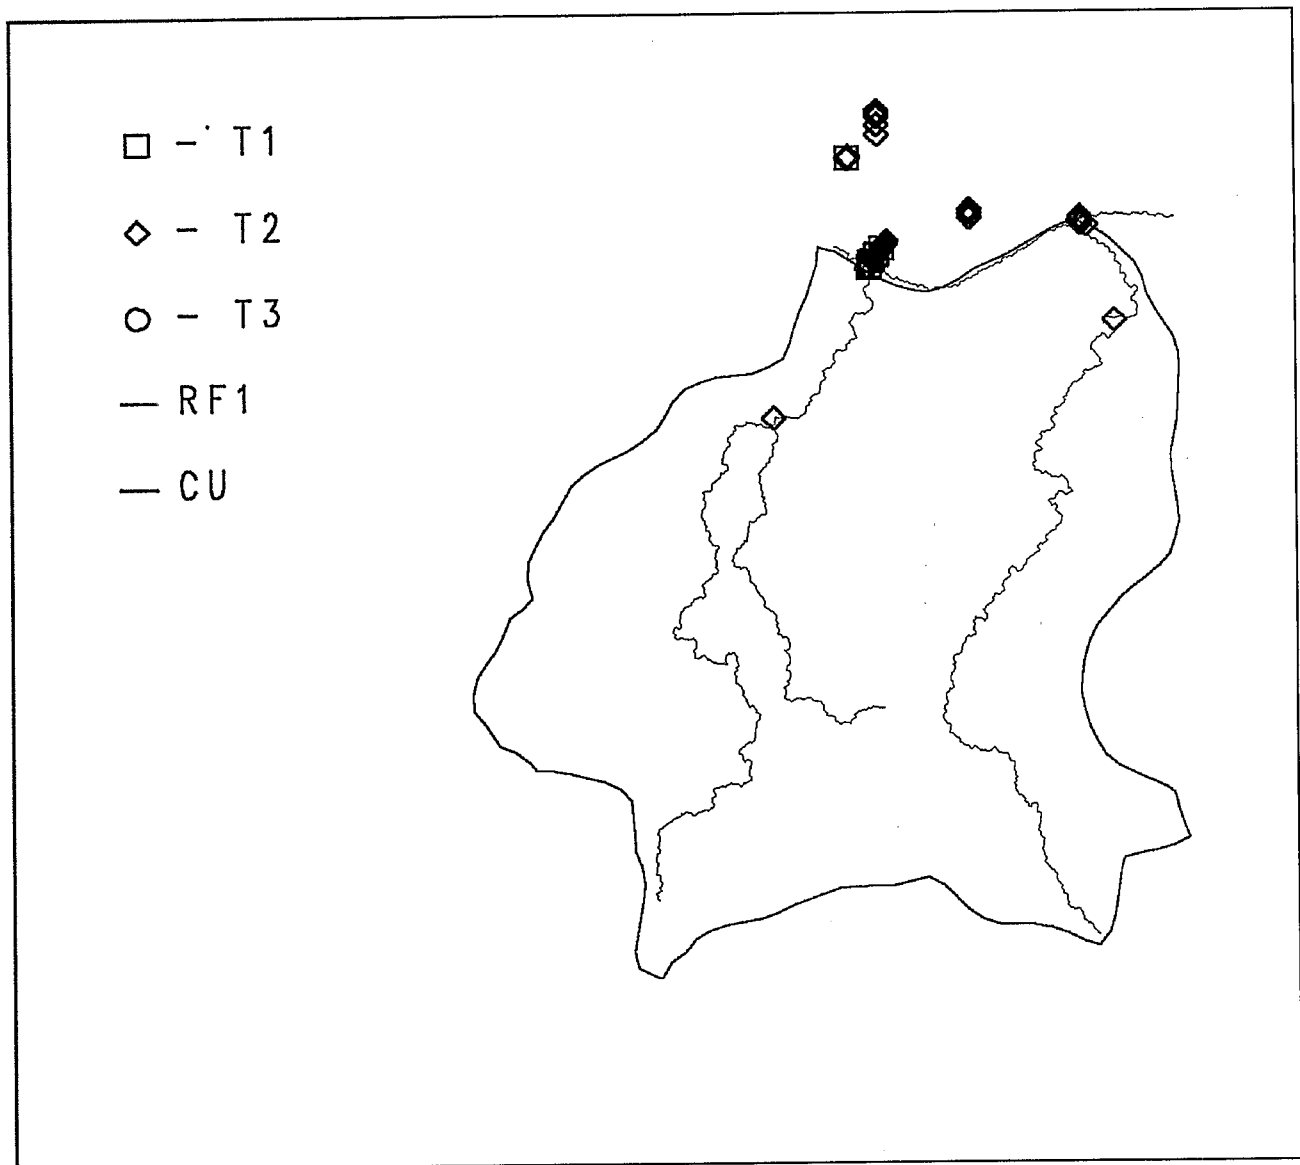 - T1
- T2
- T3
— RF1
— CU